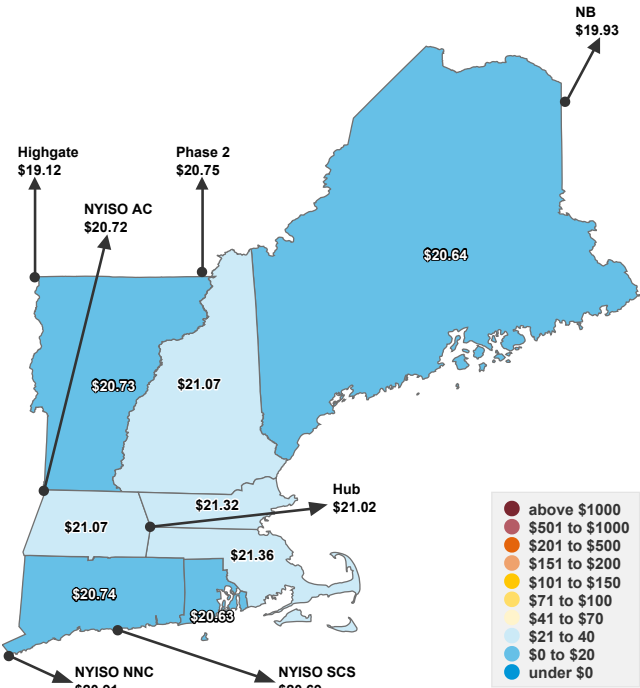 NB
$19.93
Highgate
$19.12
Phase 2
$20.75
NYISO AC
$20.72
$20.64
$20.73
$21.07
Hub
$21.02
$21.32
$21.07
$21.36
$20.74
$20.63
NYISO NNC
NYISO SCS
above $1000
$501 to $1000
$201 to $500
$151 to $200
$101 to $150
$71 to $100
$41 to $70
$21 to 40
$0 to $20
under $0